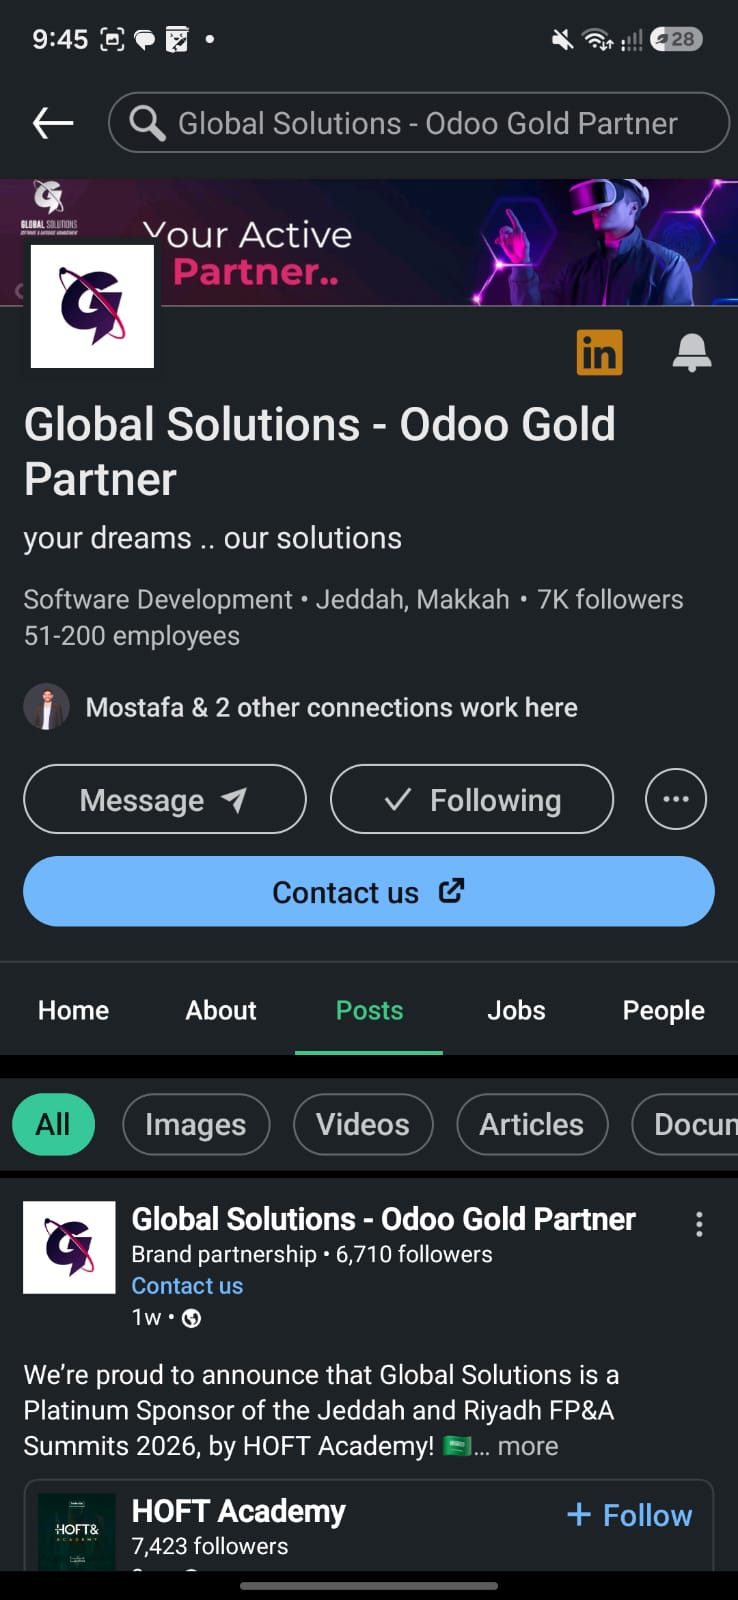 9:45
28
Global Solutions - Odoo Gold Partner
GLOBAL SOLUTIONS
Your Active
Partner..
in
Global Solutions - Odoo Gold
Partner
your dreams .. our solutions
Software Development • Jeddah, Makkah • 7K followers
51-200 employees
Mostafa & 2 other connections work here
Message
Following
Contact us
Home About Posts Jobs People
All Images Videos Articles Docum
Global Solutions - Odoo Gold Partner
Brand partnership • 6,710 followers
Contact us
1w •
We’re proud to announce that Global Solutions is a
Platinum Sponsor of the Jeddah and Riyadh FP&A
Summits 2026, by HOFT Academy! 🇸🇦... more
HOFT&
ACADEMY
HOFT Academy
+ Follow
7,423 followers